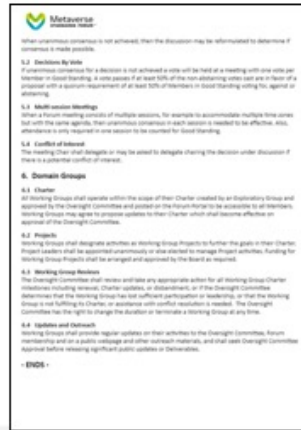 Metaverse
STANDARDS FORUM™
When unanimous consensus is not achieved, then the discussion may be reformulated to determine if
consensus is made possible.
5.2 Decisions By Vote
If unanimous consensus for a decision is not achieved a vote will be held at a meeting with one vote per
Member in Good Standing. A vote passes if at least 50% of the non-abstaining votes cast are in favor of a
proposal with a quorum requirement of at least 50% of Members in Good Standing voting for, against or
abstaining.
5.3 Multi-session Meetings
When a Forum meeting consists of multiple sessions, for example to accommodate multiple time zones
but with the same agenda, then unanimous consensus in each session is needed to be effective. Also,
attendance is only required in one session to be counted for Good Standing.
5.4 Conflict of Interest
The meeting Chair shall delegate or may be asked to delegate chairing the decision under discussion if
there is a potential conflict of interest.
6. Domain Groups
6.1 Charter
All Working Groups shall operate within the scope of their Charter created by an Exploratory Group and
approved by the Oversight Committee and posted on the Forum Portal to be accessible to all Members.
Working Groups may agree to propose updates to their Charter which shall become effective on
approval of the Oversight Committee.
6.2 Projects
Working Groups shall designate activities as Working Group Projects to further the goals in their Charter.
Project Leaders shall be appointed unanimously or else elected to manage Project activities. Funding for
Working Group Projects shall be arranged and approved by the Board as required.
6.3 Working Group Reviews
The Oversight Committee shall review and take any appropriate action for all Working Group Charter
milestones including renewal, Charter updates, or disbandment, or if the Oversight Committee
determines that the Working Group has lost sufficient participation or leadership, or that the Working
Group is not fulfilling its Charter, or assistance with conflict resolution is needed. The Oversight
Committee has the right to change the duration or terminate a Working Group at any time.
6.4 Updates and Outreach
Working Groups shall provide regular updates on their activities to the Oversight Committee, Forum
membership and on a public webpage and other outreach materials, and shall seek Oversight Committee
Approval before releasing significant public updates or Deliverables.
- ENDS -